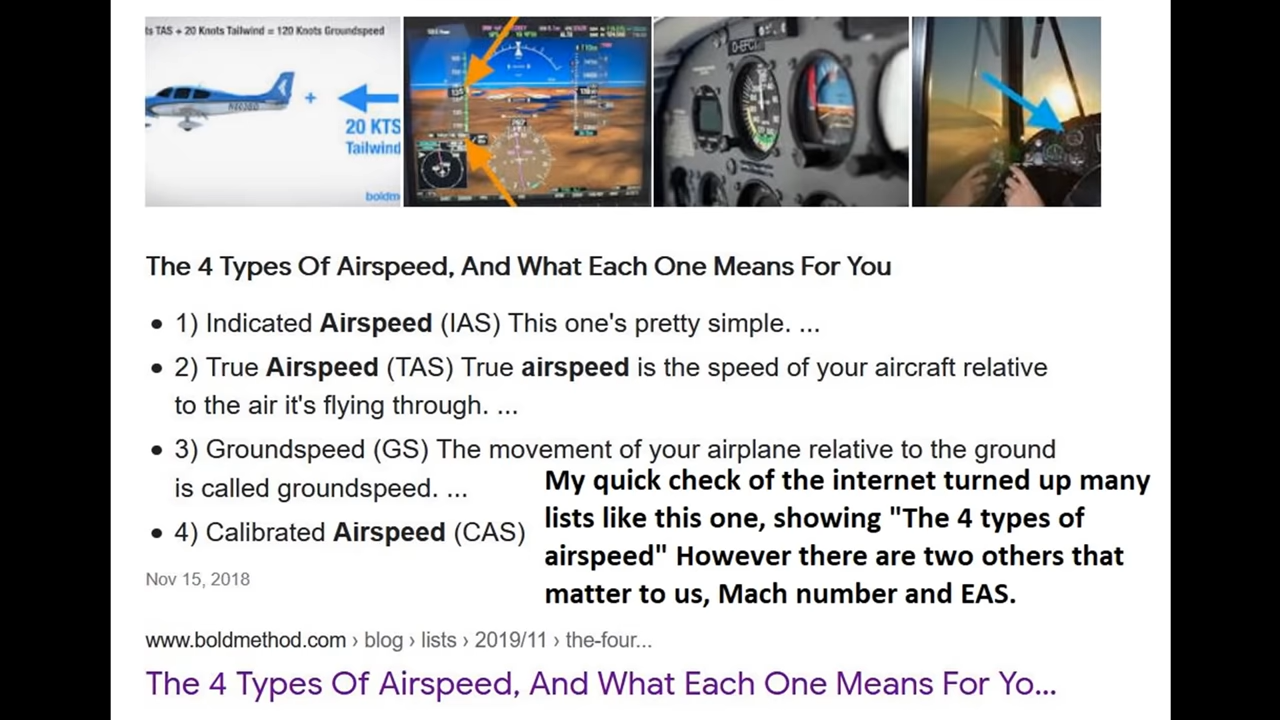 ts TAS + 20 Knots Tailwind = 120 Knots Groundspeed
+
20 KTS
Tailwind
boldm
D-EFC
The 4 Types Of Airspeed, And What Each One Means For You
• 1) Indicated Airspeed (IAS) This one's pretty simple. ...
• 2) True Airspeed (TAS) True airspeed is the speed of your aircraft relative
to the air it's flying through. ...
• 3) Groundspeed (GS) The movement of your airplane relative to the ground
is called groundspeed. ...
• 4) Calibrated Airspeed (CAS)
My quick check of the internet turned up many
lists like this one, showing "The 4 types of
airspeed" However there are two others that
matter to us, Mach number and EAS.
Nov 15, 2018
www.boldmethod.com › blog › lists › 2019/11 › the-four...
The 4 Types Of Airspeed, And What Each One Means For Yo...